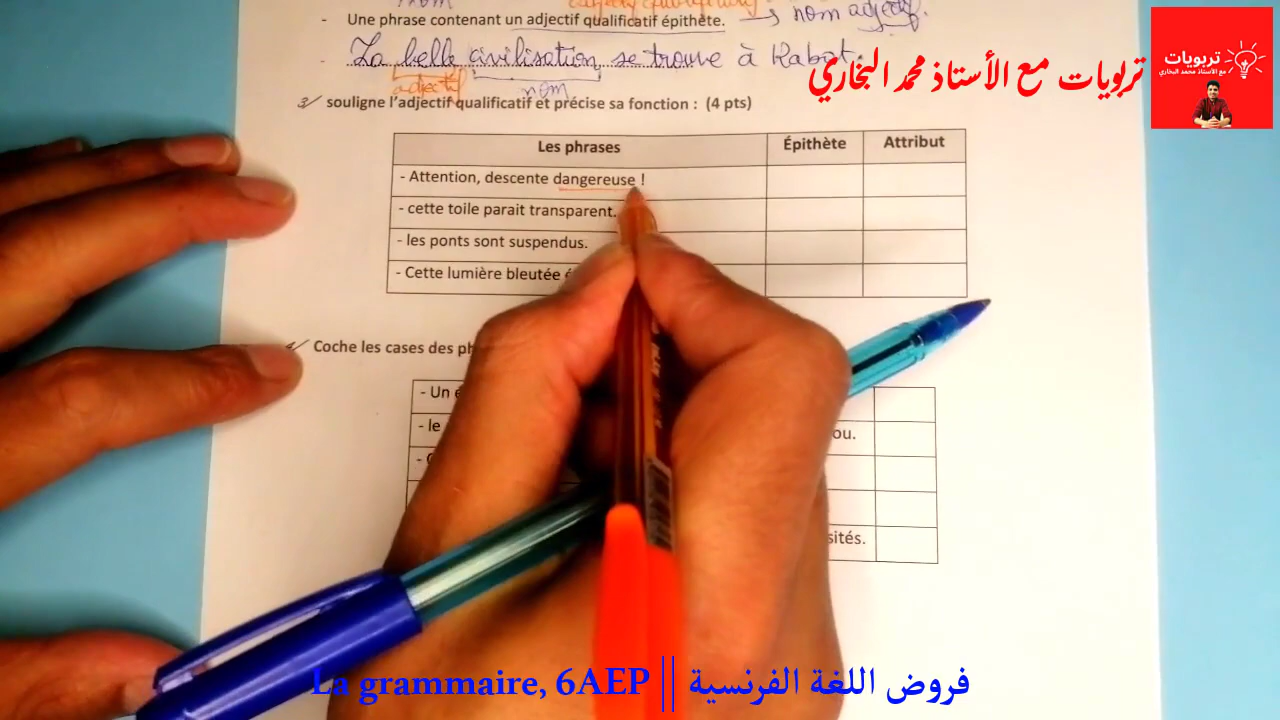 - Une phrase contenant un adjectif qualificatif épithète. → nom adjectif.
- La belle civilisation se trouve à Rabat.
adjectif nom
3/ souligne l'adjectif qualificatif et précise sa fonction : (4 pts)
Les phrases Épithète Attribut
- Attention, descente dangereuse !
- cette toile parait transparent.
- les ponts sont suspendus.
- Cette lumière bleutée
4/ Coche les cases des
- Un
- le
ou.
sités.
تربويات مع الأستاذ محمد البخاري
تربويات
مع الأستاذ محمد البخاري
La grammaire, 6AEP || فروض اللغة الفرنسية